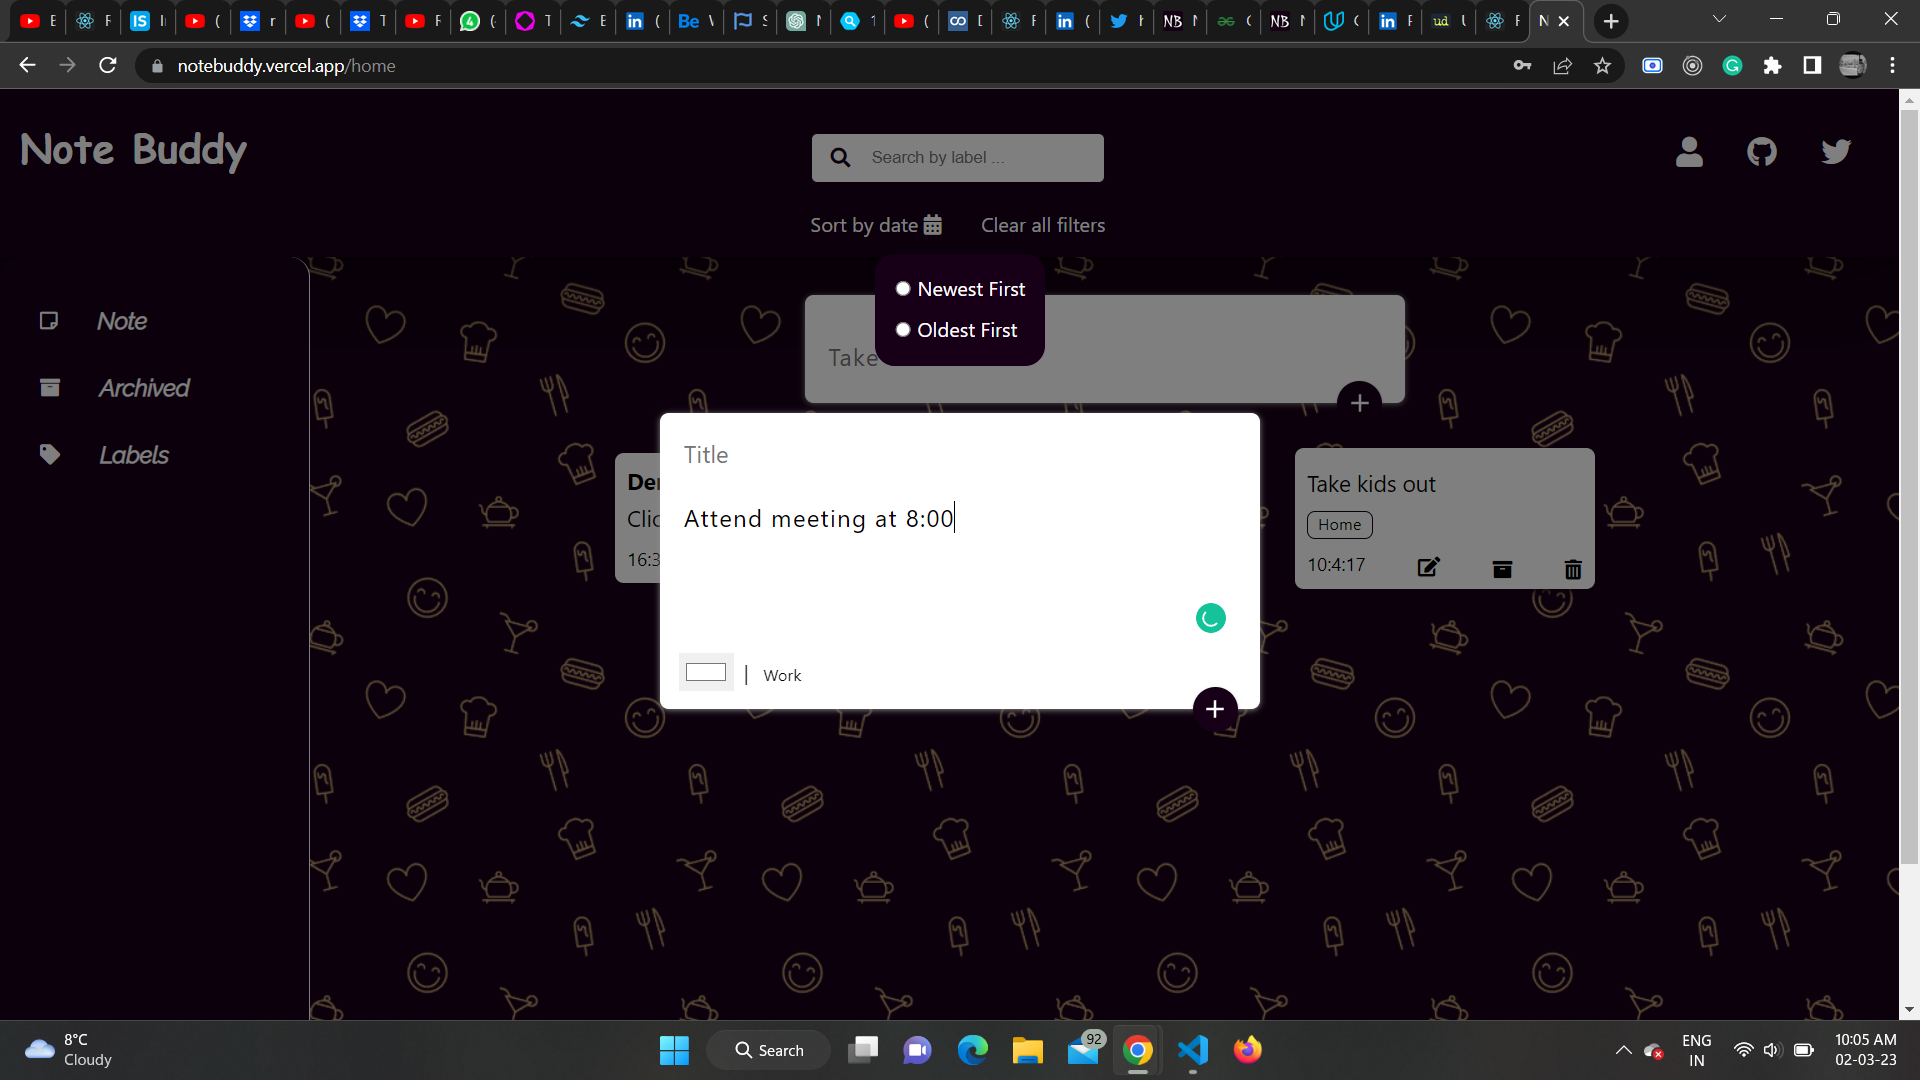 notebuddy.vercel.app/home
Note Buddy
Search by label ...
Sort by date
Clear all filters
Newest First
Oldest First
Note
Archived
Labels
Take
Title
Attend meeting at 8:00
Work
Take kids out
Home
10:4:17
16:3
8°C
Cloudy
Search
92
ENG
IN
10:05 AM
02-03-23